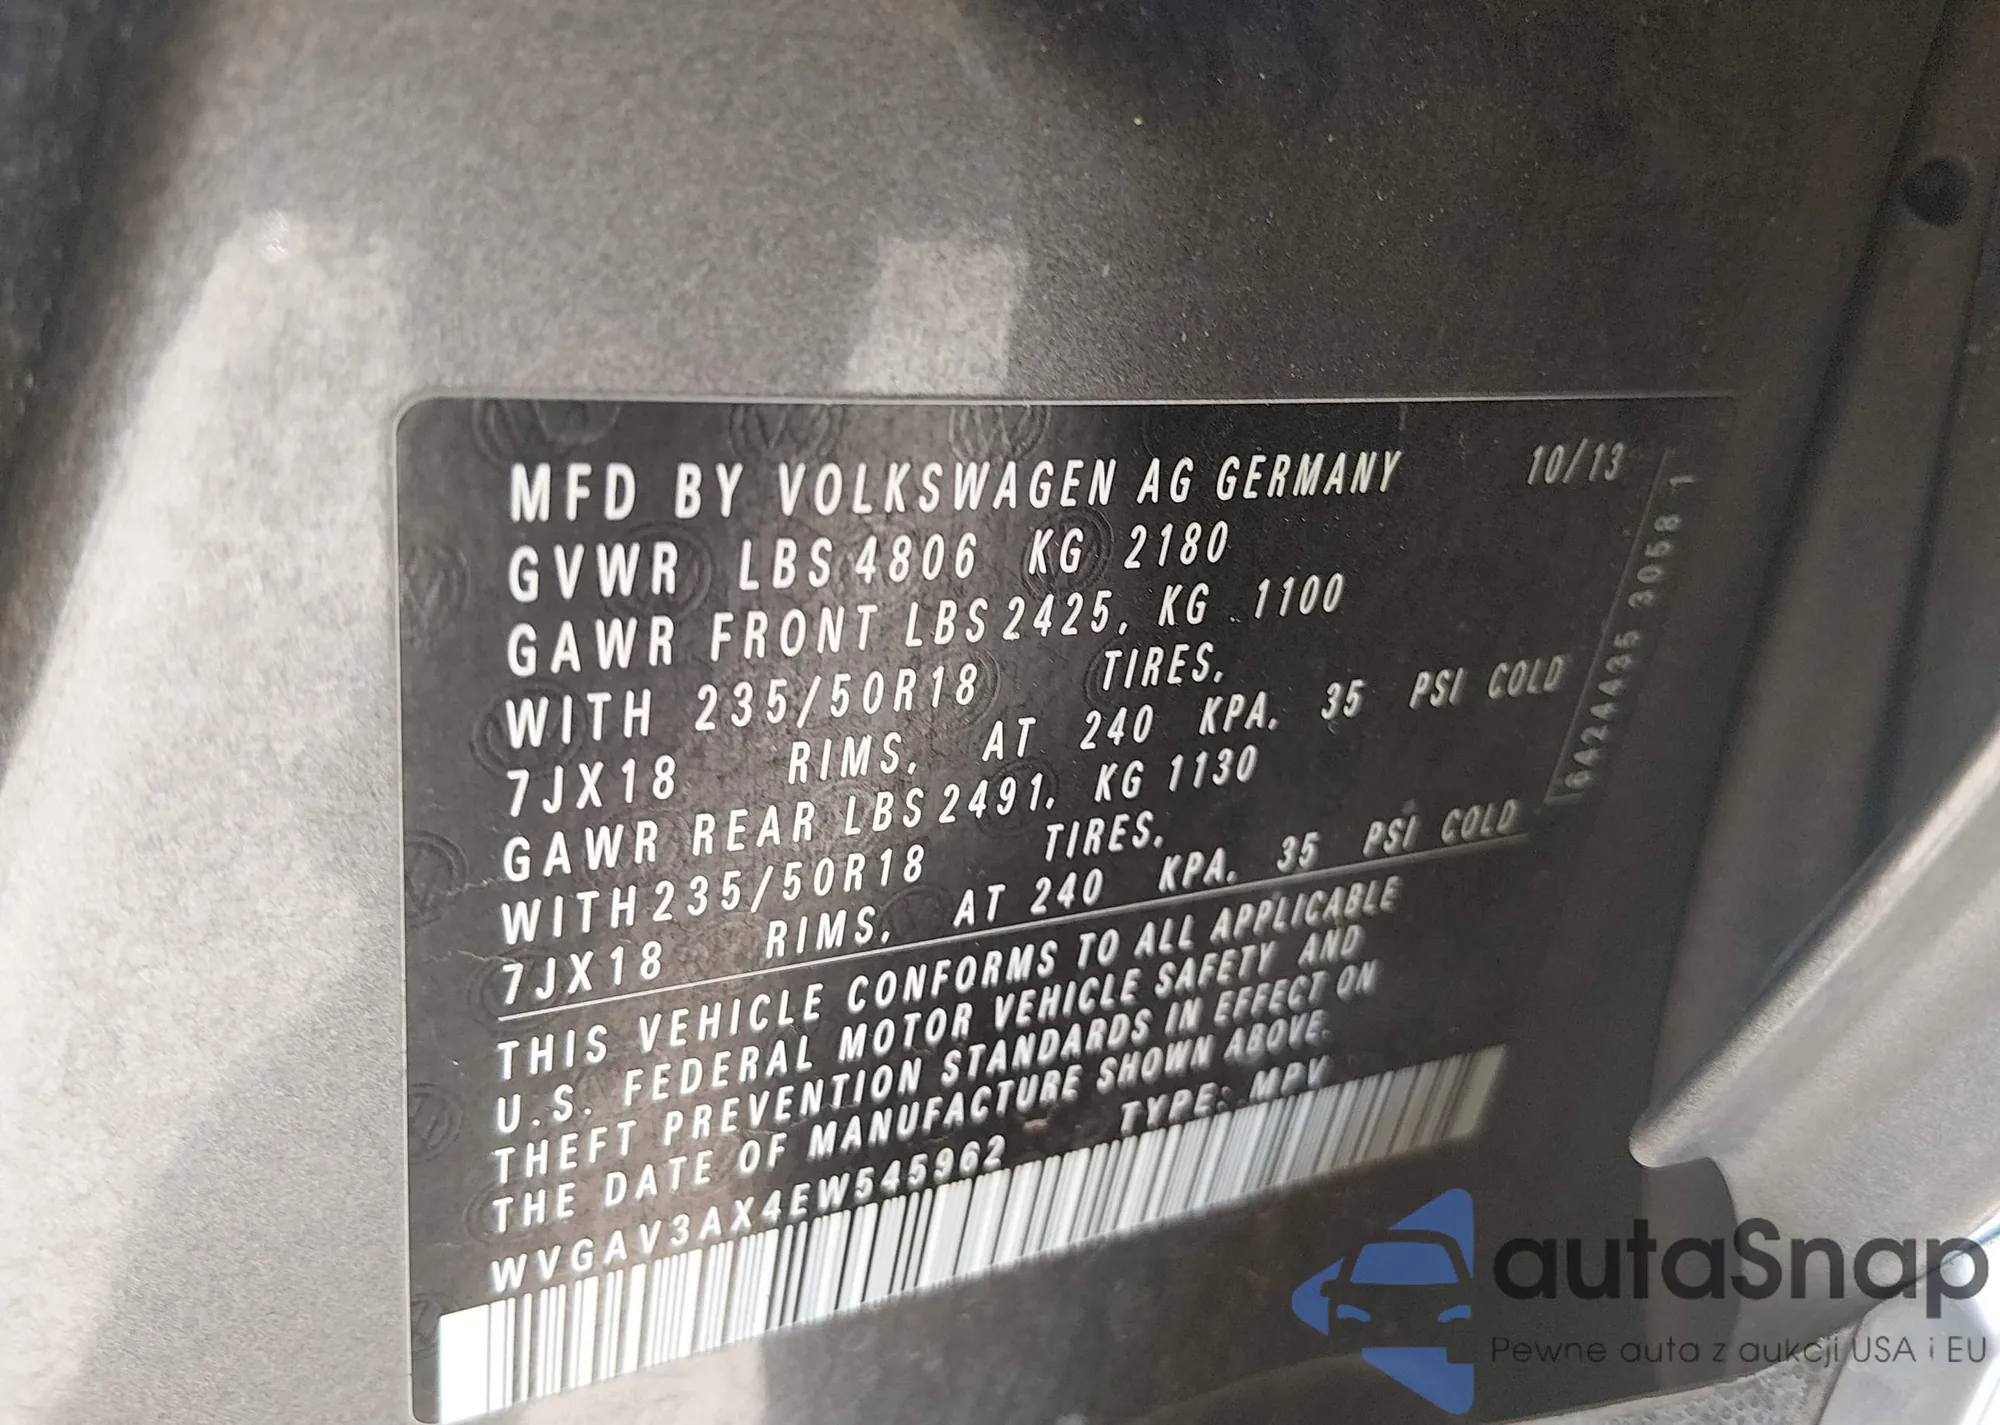 MFD BY VOLKSWAGEN AG GERMANY 10/13
GVWR LBS 4806 KG 2180
GAWR FRONT LBS 2425, KG 1100
WITH 235/50R18 TIRES,
7JX18 RIMS, AT 240 KPA, 35 PSI COLD
GAWR REAR LBS 2491, KG 1130
WITH 235/50R18 TIRES,
7JX18 RIMS, AT 240 KPA, 35 PSI COLD
THIS VEHICLE CONFORMS TO ALL APPLICABLE
U.S. FEDERAL MOTOR VEHICLE SAFETY AND
THEFT PREVENTION STANDARDS IN EFFECT ON
THE DATE OF MANUFACTURE SHOWN ABOVE.
WVGAV3AX4EW545962 TYPE: MPV
3058 1
autaSnap
Pewne auta z aukcji USA i EU